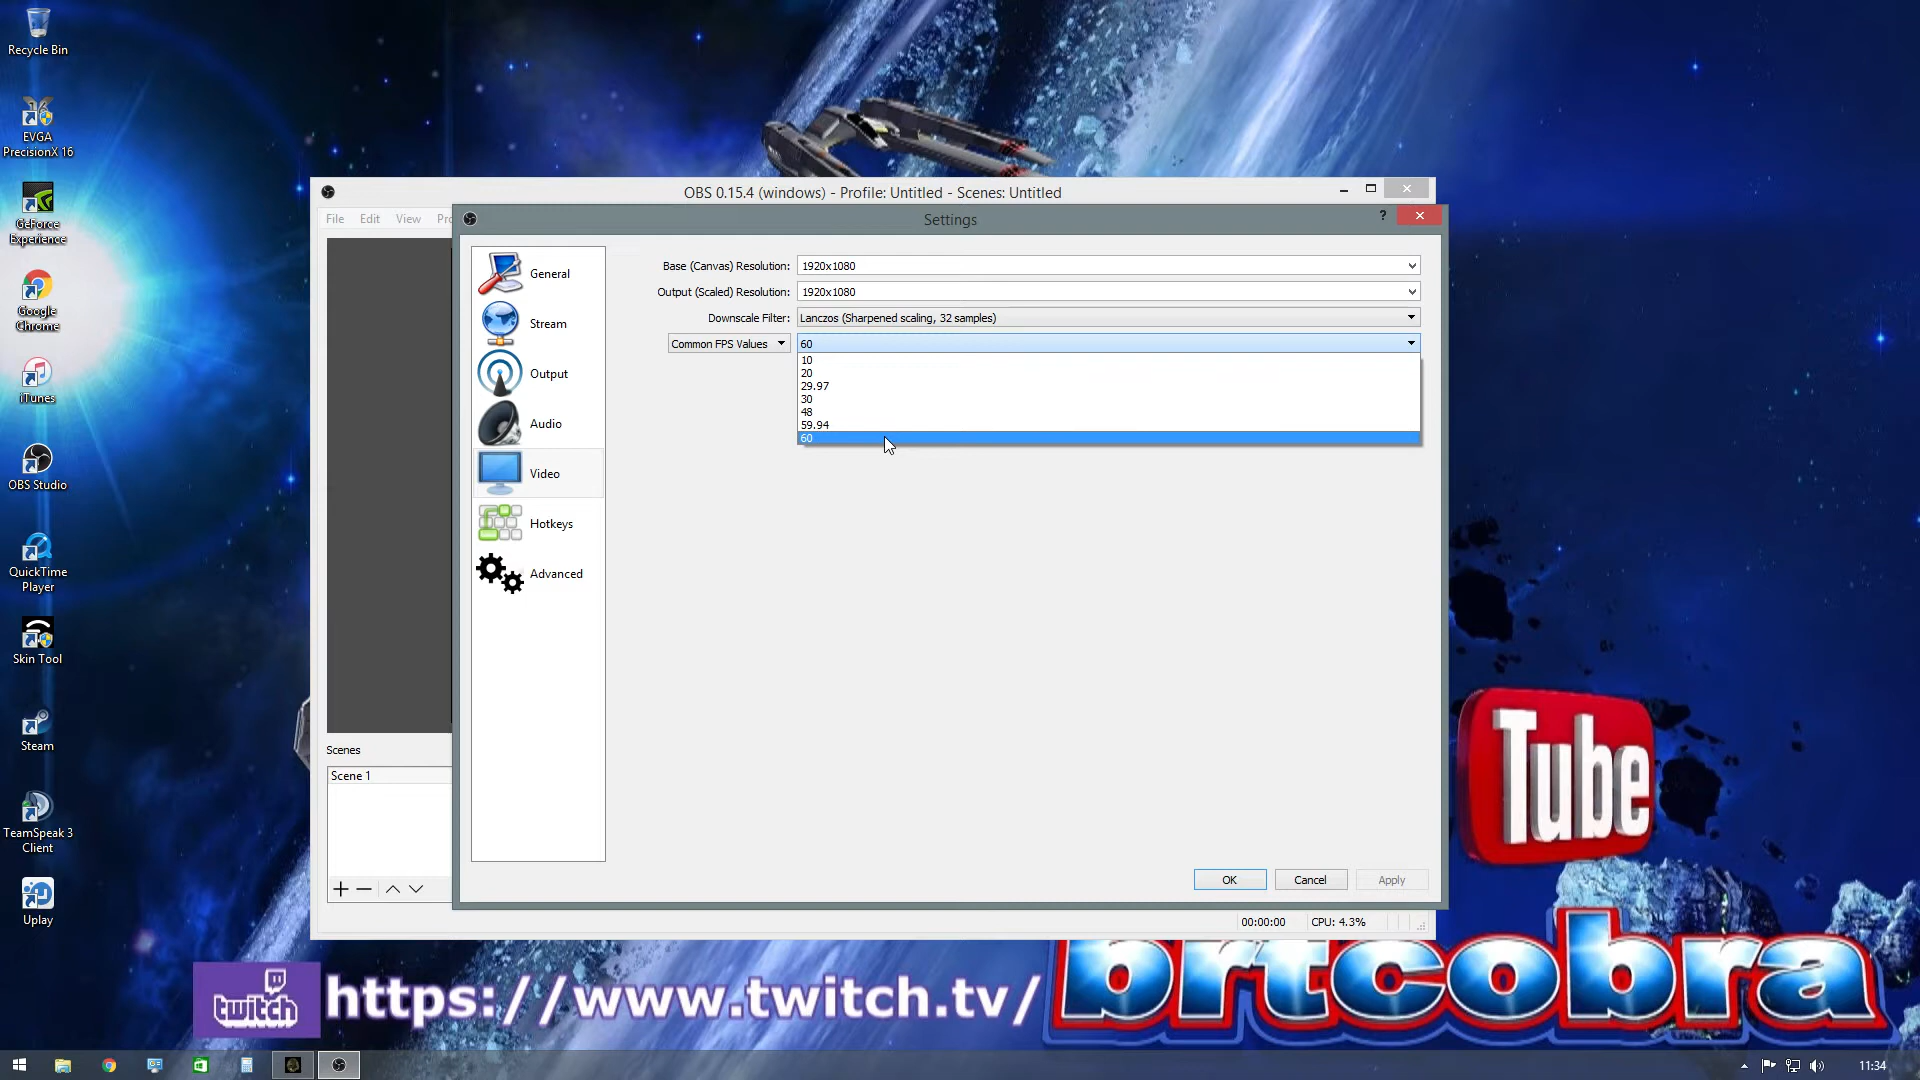 Recycle Bin
EVGA
PrecisionX 16
GeForce
Experience
Google
Chrome
iTunes
OBS Studio
QuickTime
Player
Skin Tool
Steam
TeamSpeak 3
Client
Uplay
OBS 0.15.4 (windows) - Profile: Untitled - Scenes: Untitled
File Edit View Pro
Settings
?
General
Stream
Output
Audio
Video
Hotkeys
Advanced
Base (Canvas) Resolution: 1920x1080
Output (Scaled) Resolution: 1920x1080
Downscale Filter: Lanczos (Sharpened scaling, 32 samples)
Common FPS Values 60
10
20
29.97
30
48
59.94
60
Scenes
Scene 1
OK Cancel Apply
00:00:00 CPU: 4.3%
Tube
twitch https://www.twitch.tv/ brtcobra
11:34